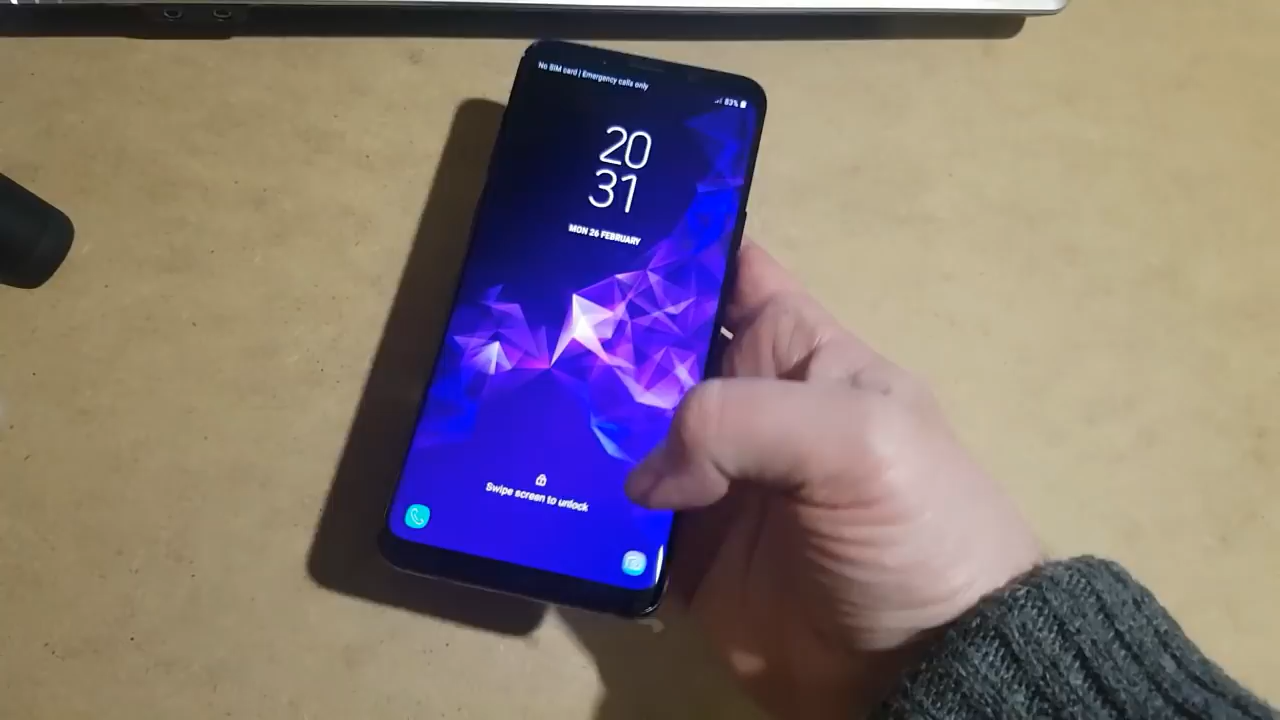 No SIM card | Emergency calls only
83%
20
31
MON 26 FEBRUARY
Swipe screen to unlock